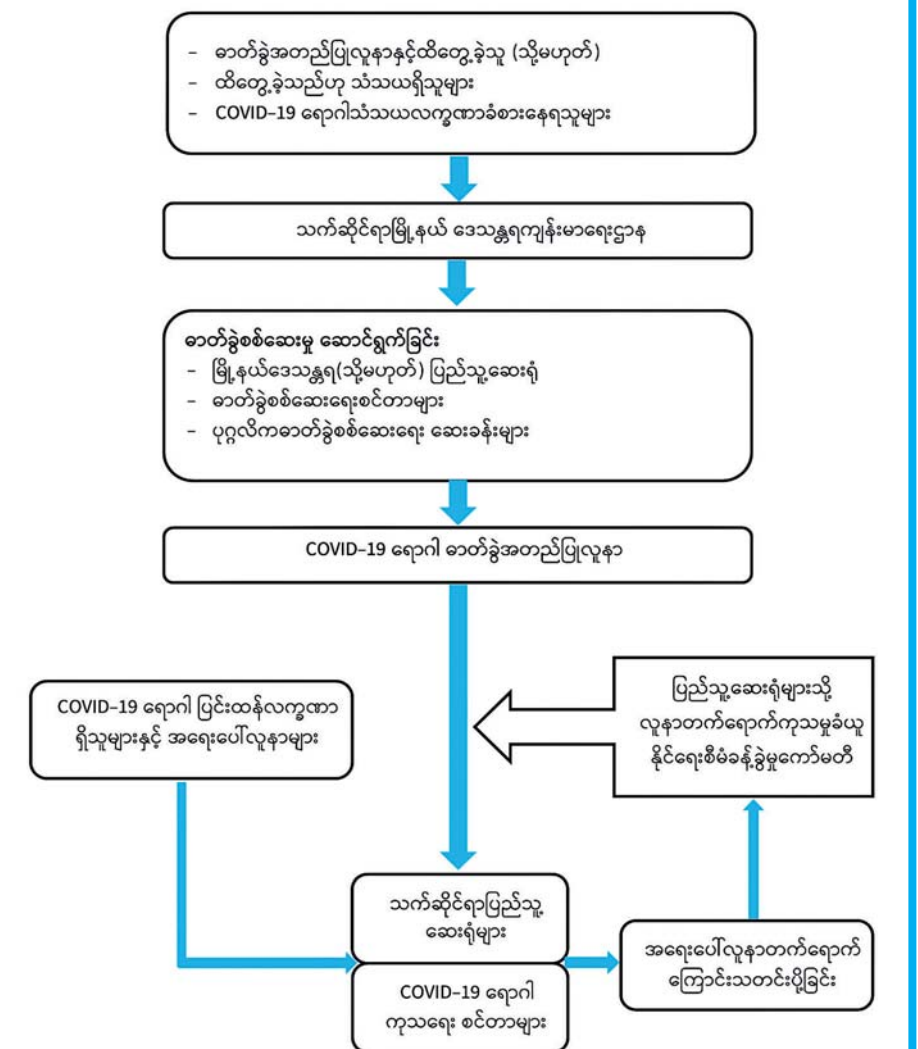 - ဓာတ်ခွဲအတည်ပြုလူနာနှင့်ထိတွေ့ခဲ့သူ (သို့မဟုတ်)
- ထိတွေ့ခဲ့သည်ဟု သံသယရှိသူများ
- COVID-19 ရောဂါသံသယလက္ခဏာခံစားနေရသူများ
သက်ဆိုင်ရာမြို့နယ် ဒေသန္တရကျန်းမာရေးဌာန
ဓာတ်ခွဲစစ်ဆေးမှု ဆောင်ရွက်ခြင်း
- မြို့နယ်ဒေသန္တရ(သို့မဟုတ်) ပြည်သူ့ဆေးရုံ
- ဓာတ်ခွဲစစ်ဆေးရေးစင်တာများ
- ပုဂ္ဂလိကဓာတ်ခွဲစစ်ဆေးရေး ဆေးခန်းများ
COVID-19 ရောဂါ ဓာတ်ခွဲအတည်ပြုလူနာ
COVID-19 ရောဂါ ပြင်းထန်လက္ခဏာ
ရှိသူများနှင့် အရေးပေါ်လူနာများ
ပြည်သူ့ဆေးရုံများသို့
လူနာတက်ရောက်ကုသမှုခံယူ
နိုင်ရေးစီမံခန့်ခွဲမှုကော်မတီ
သက်ဆိုင်ရာပြည်သူ့
ဆေးရုံများ
COVID-19 ရောဂါ
ကုသရေး စင်တာများ
အရေးပေါ်လူနာတက်ရောက်
ကြောင်းသတင်းပို့ခြင်း